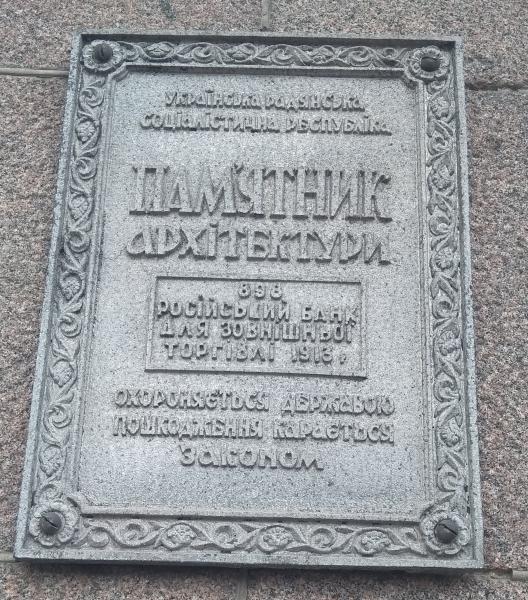 УКРАЇНСЬКА РАДЯНСЬКА
СОЦІАЛІСТИЧНА РЕСПУБЛІКА
ПАМ'ЯТНИК
АРХІТЕКТУРИ
898
РОСІЙСЬКИЙ БАНК
ДЛЯ ЗОВНІШНЬОЇ
ТОРГІВЛІ 1913 р.
ОХОРОНЯЄТЬСЯ ДЕРЖАВОЮ
ПОШКОДЖЕННЯ КАРАЄТЬСЯ
ЗАКОНОМ